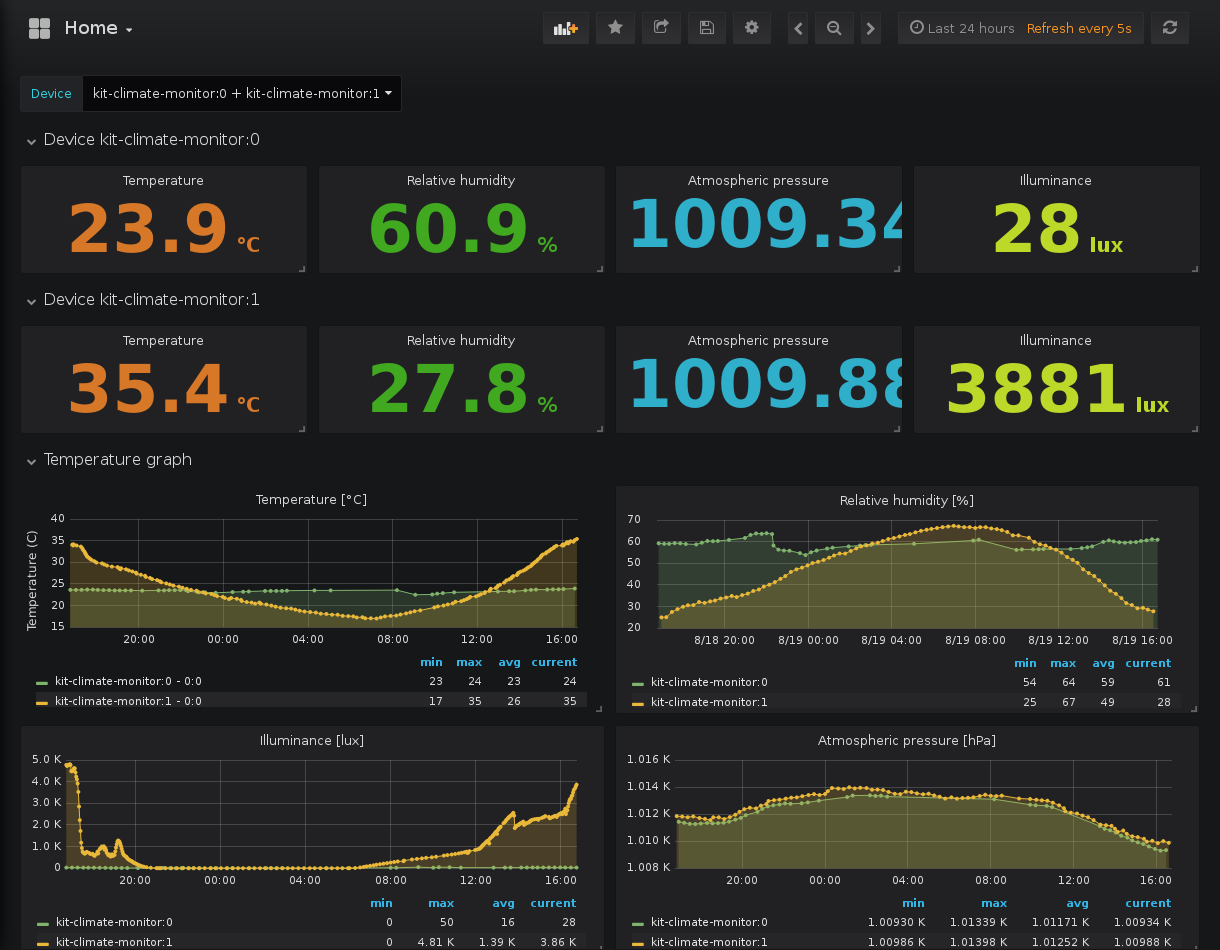 Home
Last 24 hours Refresh every 5s
Device kit-climate-monitor:0 + kit-climate-monitor:1
Device kit-climate-monitor:0
Temperature Relative humidity Atmospheric pressure Illuminance
23.9 °C 60.9 % 1009.34 28 lux
Device kit-climate-monitor:1
Temperature Relative humidity Atmospheric pressure Illuminance
35.4 °C 27.8 % 1009.88 3881 lux
Temperature graph
Temperature [°C]
Temperature (C)
40
35
30
25
20
15
20:00 00:00 04:00 08:00 12:00 16:00
min max avg current
kit-climate-monitor:0 - 0:0 23 24 23 24
kit-climate-monitor:1 - 0:0 17 35 26 35
Relative humidity [%]
70
60
50
40
30
20
8/18 20:00 8/19 00:00 8/19 04:00 8/19 08:00 8/19 12:00 8/19 16:00
min max avg current
kit-climate-monitor:0 54 64 59 61
kit-climate-monitor:1 25 67 49 28
Illuminance [lux]
5.0 K
4.0 K
3.0 K
2.0 K
1.0 K
0
20:00 00:00 04:00 08:00 12:00 16:00
min max avg current
kit-climate-monitor:0 0 50 16 28
kit-climate-monitor:1 0 4.81 K 1.39 K 3.86 K
Atmospheric pressure [hPa]
1.016 K
1.014 K
1.012 K
1.010 K
1.008 K
20:00 00:00 04:00 08:00 12:00 16:00
min max avg current
kit-climate-monitor:0 1.00930 K 1.01339 K 1.01171 K 1.00934 K
kit-climate-monitor:1 1.00986 K 1.01398 K 1.01252 K 1.00988 K